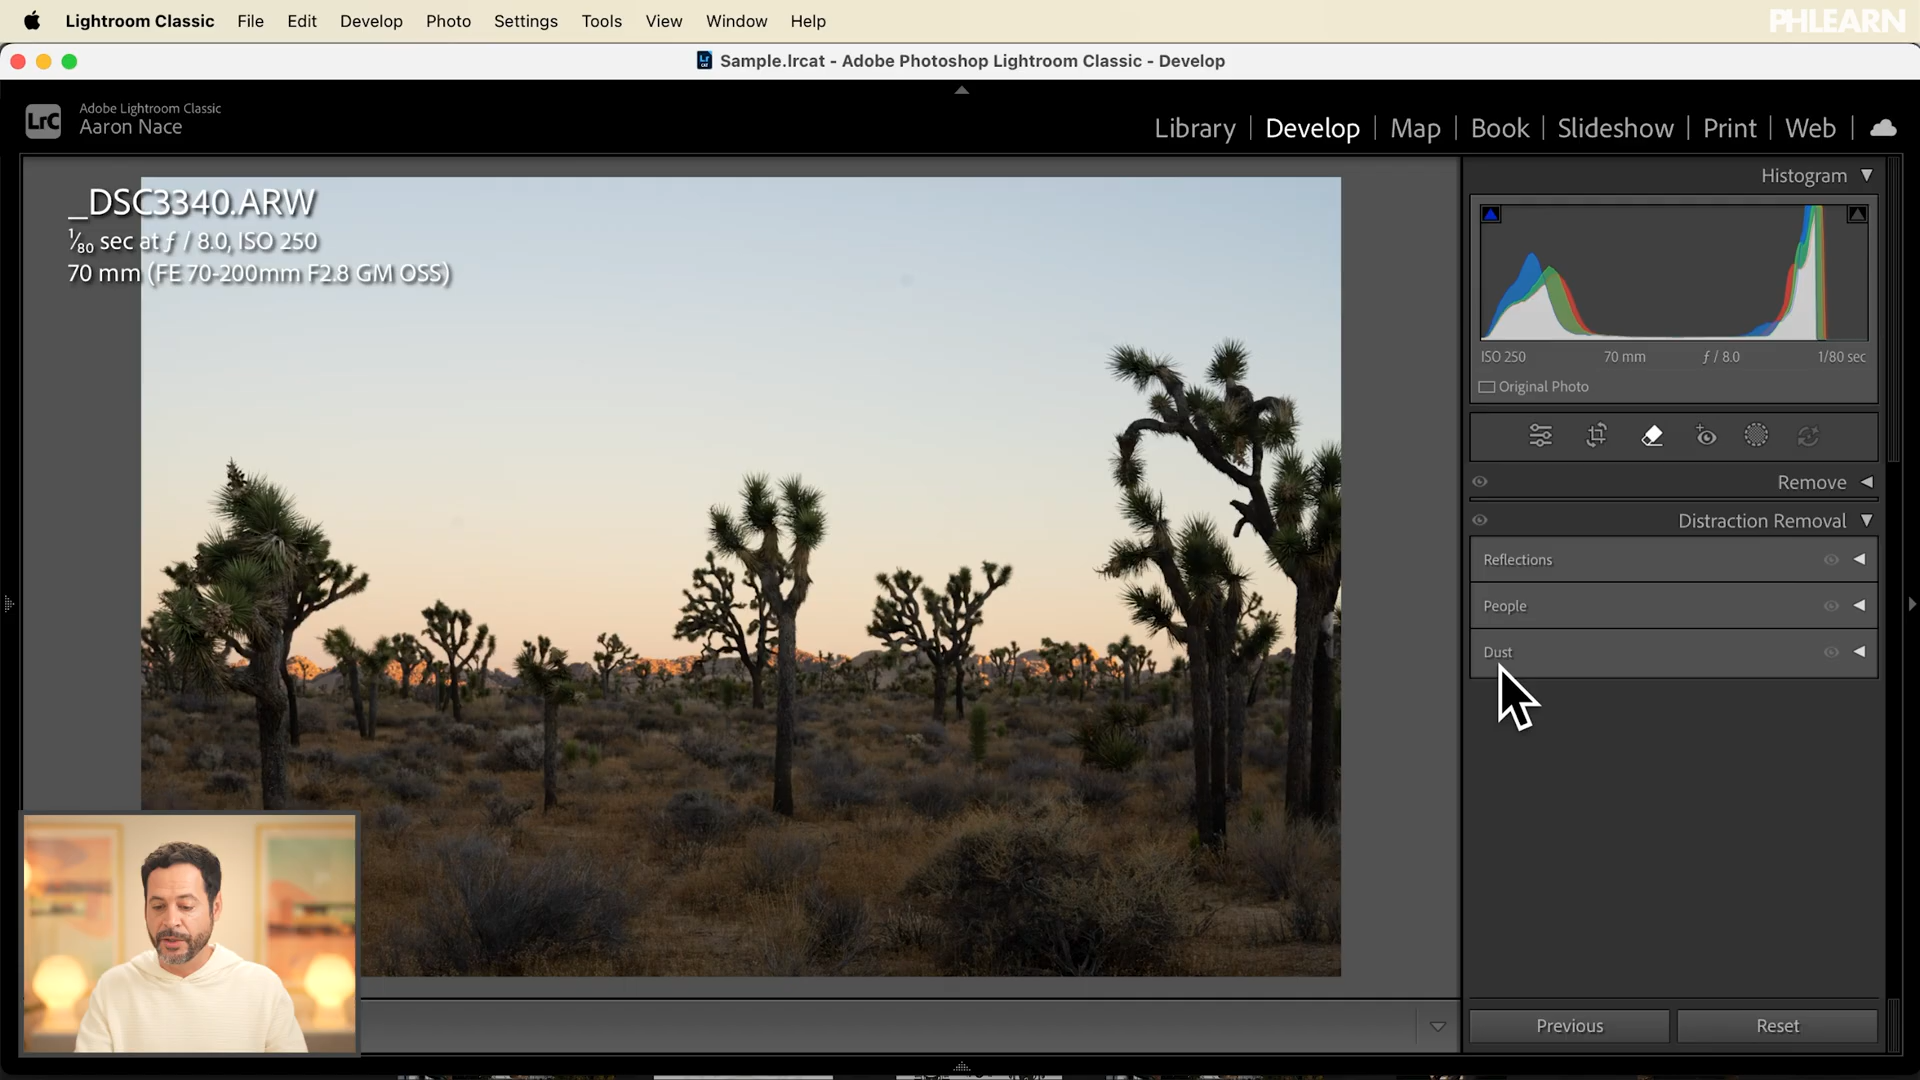 Lightroom Classic File Edit Develop Photo Settings Tools View Window Help
PHLEARN
Sample.lrcat - Adobe Photoshop Lightroom Classic - Develop
LrC
Adobe Lightroom Classic
Aaron Nace
Library | Develop | Map | Book | Slideshow | Print | Web |
_DSC3340.ARW
1/80 sec at ƒ / 8.0, ISO 250
70 mm (FE 70-200mm F2.8 GM OSS)
Histogram
ISO 250 70 mm ƒ / 8.0 1/80 sec
Original Photo
Remove
Distraction Removal
Reflections
People
Dust
Previous Reset